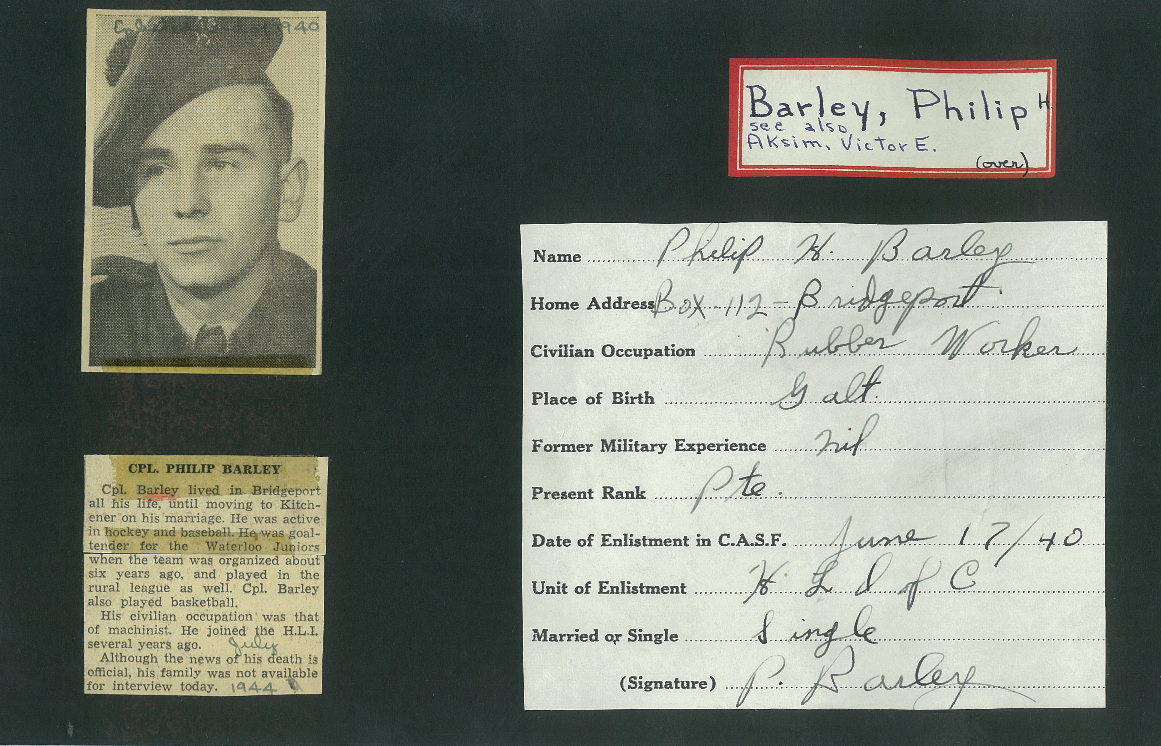 1940
Barley, Philip H.
see also
Aksim, Victor E.
(over)
Name Philip H. Barley
Home Address Box-112-Bridgeport
Civilian Occupation Rubber Worker
Place of Birth Galt
Former Military Experience nil
Present Rank Pte.
Date of Enlistment in C.A.S.F. June 17/40
Unit of Enlistment H L I of C
Married or Single Single
(Signature) P. Barley
CPL. PHILIP BARLEY
Cpl. Barley lived in Bridgeport
all his life, until moving to Kitch-
ener on his marriage. He was active
in hockey and baseball. He was goal-
tender for the Waterloo Juniors
when the team was organized about
six years ago, and played in the
rural league as well. Cpl. Barley
also played basketball.
His civilian occupation was that
of machinist. He joined the H.L.I.
several years ago. July
Although the news of his death is
official, his family was not available
for interview today. 1944